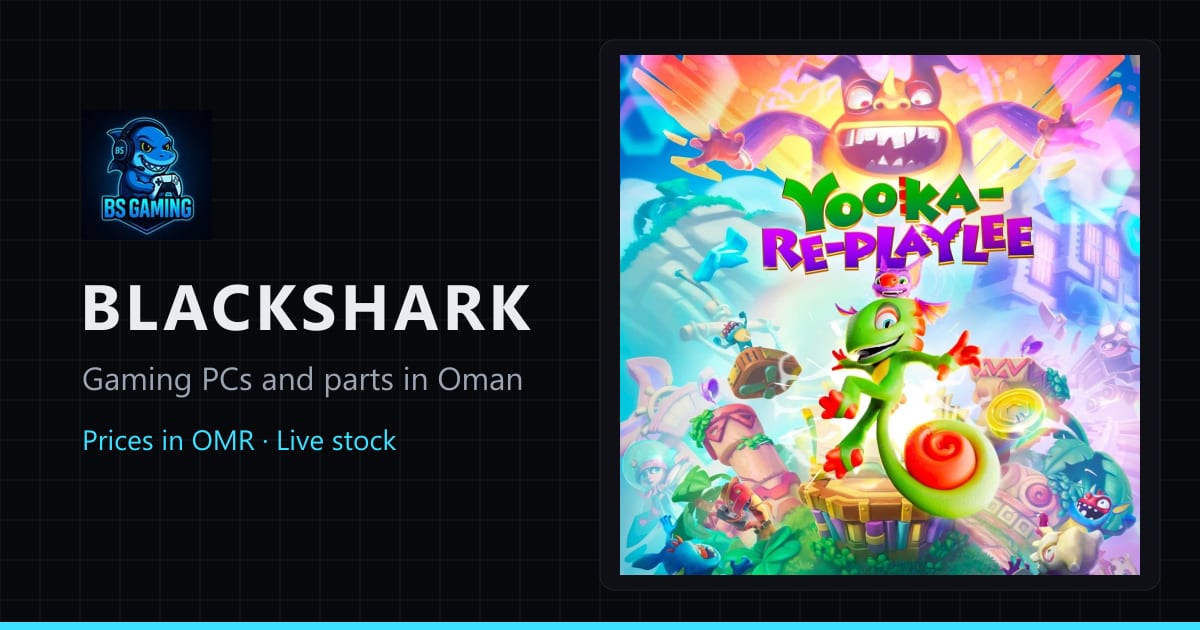 BS
BS GAMING
BLACKSHARK
Gaming PCs and parts in Oman
Prices in OMR · Live stock
YOOKA-
RE-PLAYLEE